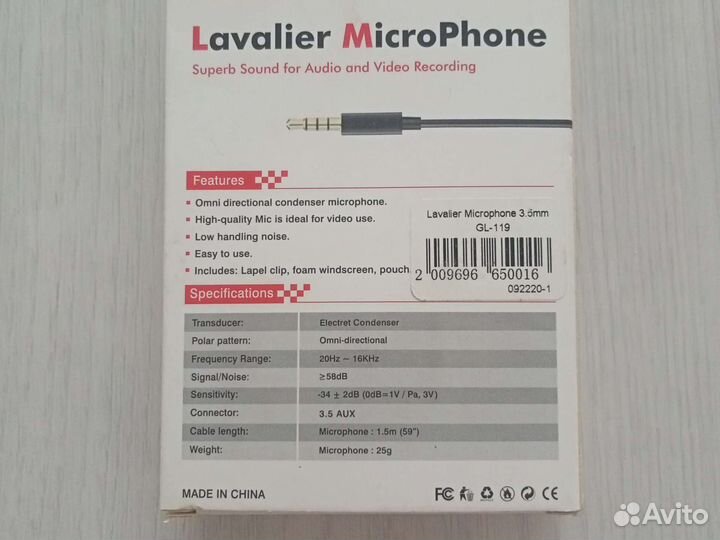 Lavalier MicroPhone
Superb Sound for Audio and Video Recording
Features
Omni directional condenser microphone.
High-quality Mic is ideal for video use.
Low handling noise.
Easy to use.
Includes: Lapel clip, foam windscreen, pouch
Lavalier Microphone 3.5mm
GL-119
2 009696 650016
092220-1
Specifications
Transducer: Electret Condenser
Polar pattern: Omni-directional
Frequency Range: 20Hz ~ 16KHz
Signal/Noise: ≥58dB
Sensitivity: -34 ± 2dB (0dB=1V / Pa, 3V)
Connector: 3.5 AUX
Cable length: Microphone : 1.5m (59")
Weight: Microphone : 25g
MADE IN CHINA
FC CE
Avito